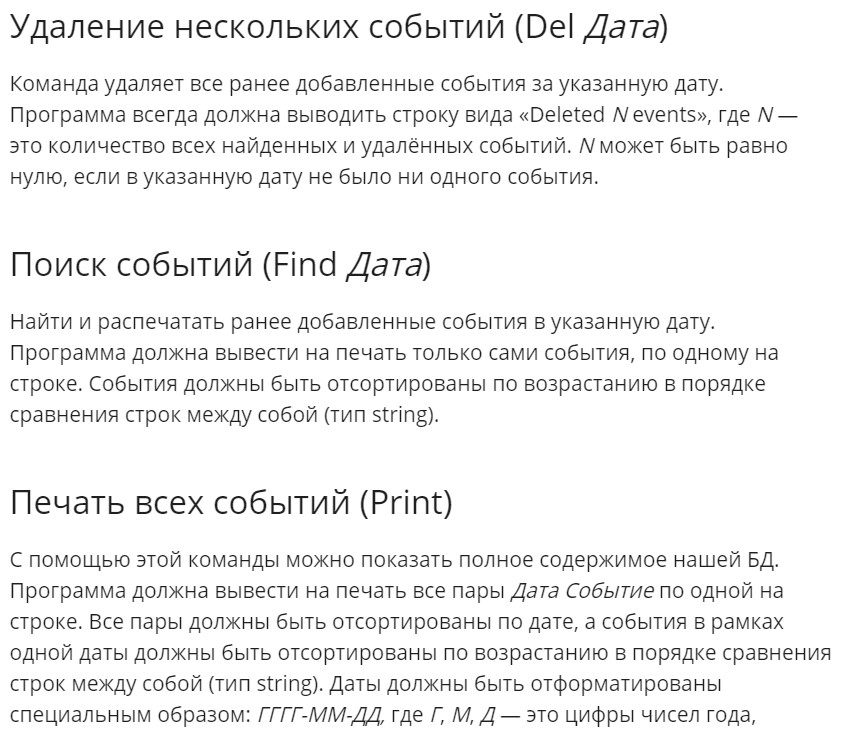 Удаление нескольких событий (Del Дата)
Команда удаляет все ранее добавленные события за указанную дату.
Программа всегда должна выводить строку вида «Deleted N events», где N —
это количество всех найденных и удалённых событий. N может быть равно
нулю, если в указанную дату не было ни одного события.
Поиск событий (Find Дата)
Найти и распечатать ранее добавленные события в указанную дату.
Программа должна вывести на печать только сами события, по одному на
строке. События должны быть отсортированы по возрастанию в порядке
сравнения строк между собой (тип string).
Печать всех событий (Print)
С помощью этой команды можно показать полное содержимое нашей БД.
Программа должна вывести на печать все пары Дата Событие по одной на
строке. Все пары должны быть отсортированы по дате, а события в рамках
одной даты должны быть отсортированы по возрастанию в порядке сравнения
строк между собой (тип string). Даты должны быть отформатированы
специальным образом: ГГГГ-ММ-ДД, где Г, М, Д — это цифры чисел года,